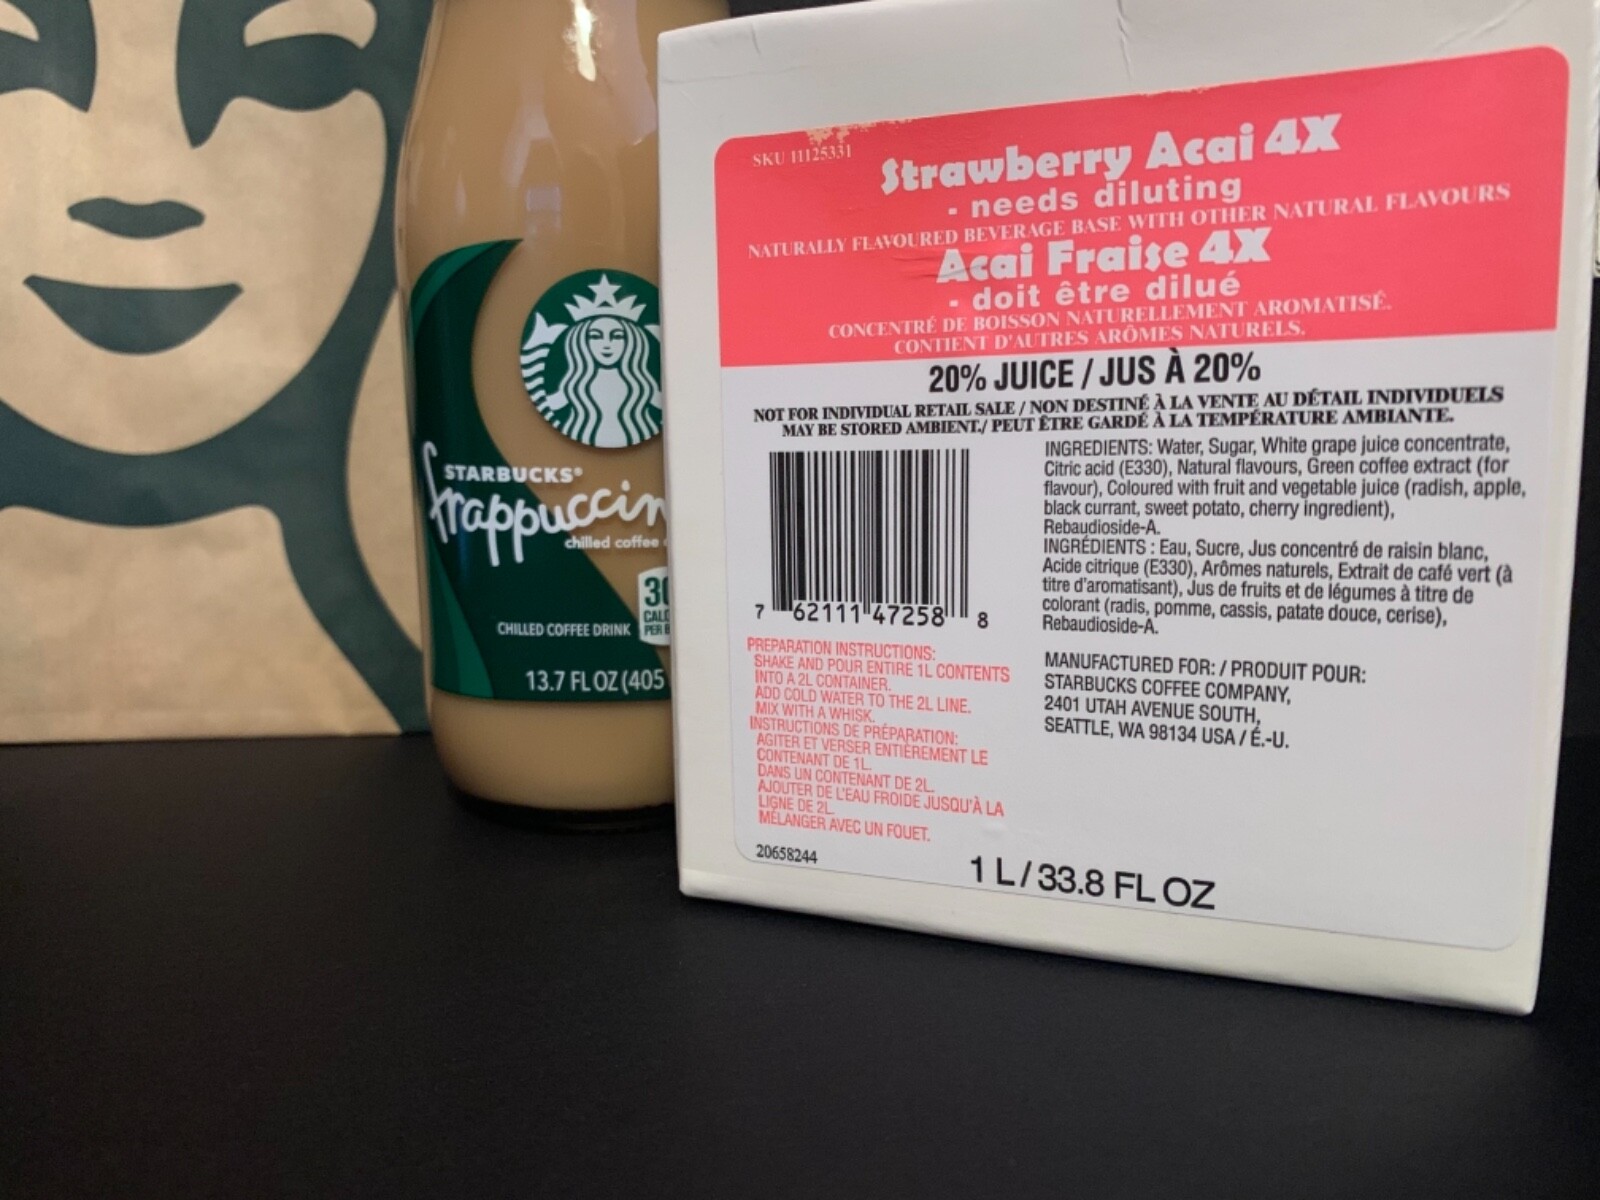 STARBUCKS®
frappuccin
chilled coffee
CHILLED COFFEE DRINK
13.7 FL OZ (405
SKU 11125331
Strawberry Acai 4X
- needs diluting
NATURALLY FLAVOURED BEVERAGE BASE WITH OTHER NATURAL FLAVOURS
Acai Fraise 4X
- doit être dilué
CONCENTRÉ DE BOISSON NATURELLEMENT AROMATISÉ.
CONTIENT D'AUTRES ARÔMES NATURELS.
20% JUICE / JUS À 20%
NOT FOR INDIVIDUAL RETAIL SALE / NON DESTINÉ À LA VENTE AU DÉTAIL INDIVIDUELS
MAY BE STORED AMBIENT./ PEUT ÊTRE GARDÉ À LA TEMPÉRATURE AMBIANTE.
7 62111 47258 8
PREPARATION INSTRUCTIONS:
SHAKE AND POUR ENTIRE 1L CONTENTS
INTO A 2L CONTAINER.
ADD COLD WATER TO THE 2L LINE.
MIX WITH A WHISK.
INSTRUCTIONS DE PRÉPARATION:
AGITER ET VERSER ENTIÈREMENT LE
CONTENANT DE 1L.
DANS UN CONTENANT DE 2L.
AJOUTER DE L'EAU FROIDE JUSQU'À LA
LIGNE DE 2L.
MÉLANGER AVEC UN FOUET.
20658244
INGREDIENTS: Water, Sugar, White grape juice concentrate,
Citric acid (E330), Natural flavours, Green coffee extract (for
flavour), Coloured with fruit and vegetable juice (radish, apple,
black currant, sweet potato, cherry ingredient),
Rebaudioside-A.
INGRÉDIENTS : Eau, Sucre, Jus concentré de raisin blanc,
Acide citrique (E330), Arômes naturels, Extrait de café vert (à
titre d'aromatisant), Jus de fruits et de légumes à titre de
colorant (radis, pomme, cassis, patate douce, cerise),
Rebaudioside-A.
MANUFACTURED FOR: / PRODUIT POUR:
STARBUCKS COFFEE COMPANY,
2401 UTAH AVENUE SOUTH,
SEATTLE, WA 98134 USA / É.-U.
1 L / 33.8 FL OZ